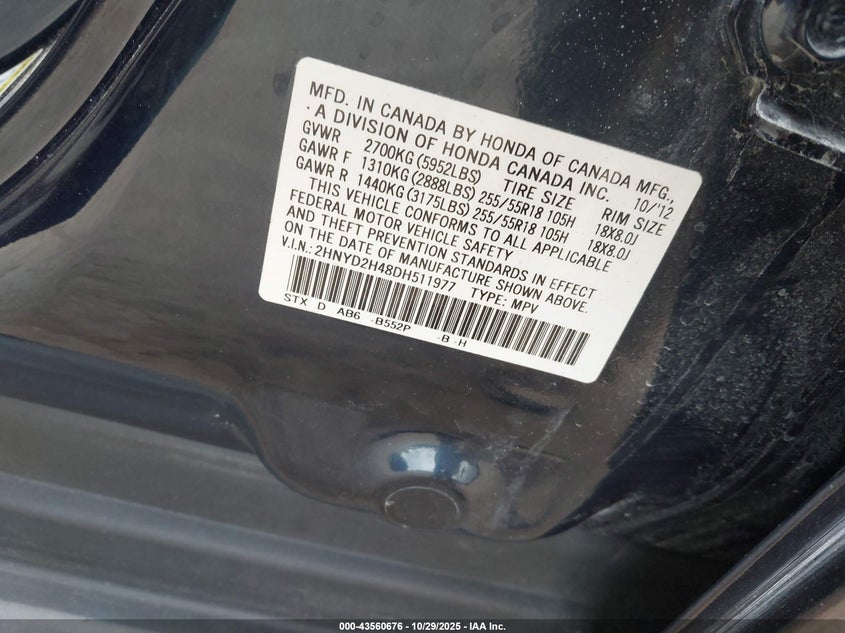 MFD. IN CANADA BY HONDA OF CANADA MFG.,
· A DIVISION OF HONDA CANADA INC. 10/'12
GVWR 2700KG (5952LBS) TIRE SIZE RIM SIZE
GAWR F 1310KG (2888LBS) 255/55R18 105H 18X8.0J
GAWR R 1440KG (3175LBS) 255/55R18 105H 18X8.0J
THIS VEHICLE CONFORMS TO ALL APPLICABLE
FEDERAL MOTOR VEHICLE SAFETY
AND THEFT PREVENTION STANDARDS IN EFFECT
ON THE DATE OF MANUFACTURE SHOWN ABOVE.
V.I.N.: 2HNYD2H48DH511977 TYPE: MPV
STX D AB6 -B552P -B -H
000-43560676 • 10/29/2025 • IAA Inc.